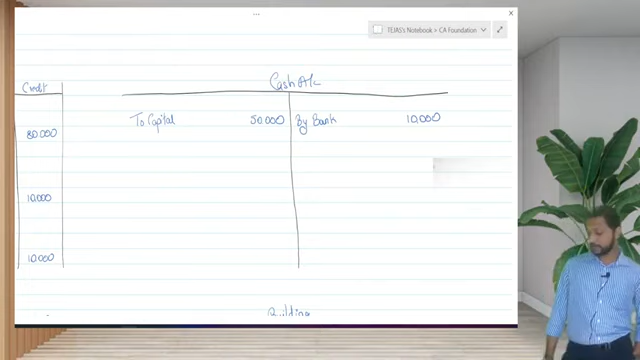 TEJAS's Notebook > CA Foundation
Credit
80,000
10,000
10,000
Cash A/c
To Capital 50,000 By Bank 10,000
Building